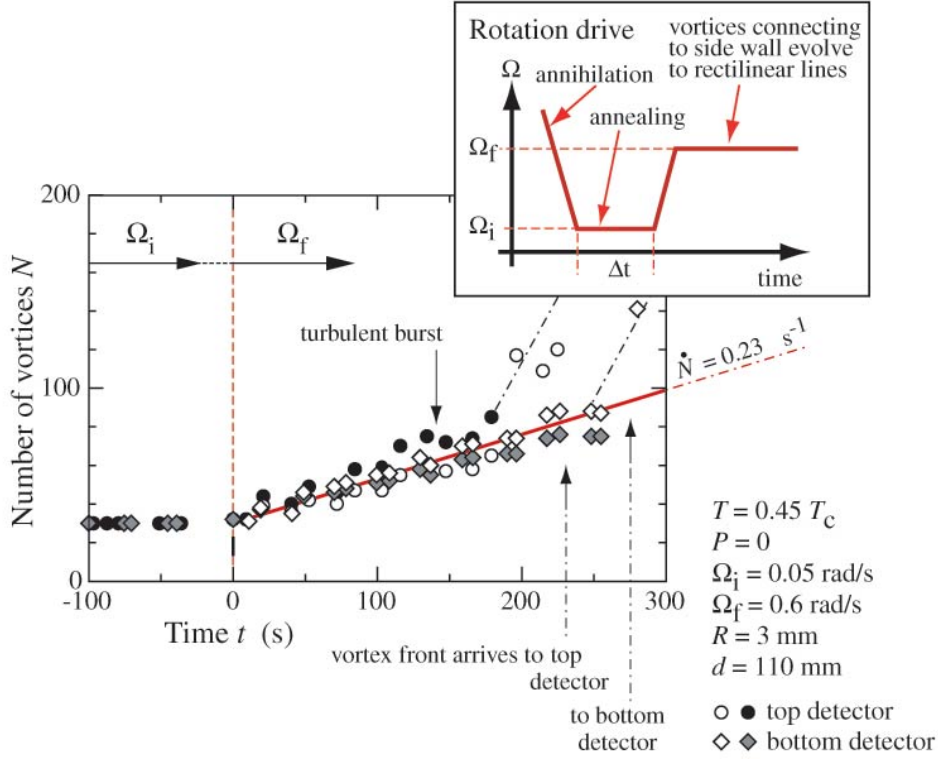 Rotation drive
vortices connecting
to side wall evolve
to rectilinear lines
Ω
annihilation
annealing
Ωf
Ωi
Δt
time
200
100
0
-100
0
100
200
300
Number of vortices N
Time t (s)
Ωi
Ωf
turbulent burst
Ṅ = 0.23 s⁻¹
vortex front arrives to top
detector
to bottom
detector
T = 0.45 Tc
P = 0
Ωi = 0.05 rad/s
Ωf = 0.6 rad/s
R = 3 mm
d = 110 mm
top detector
bottom detector